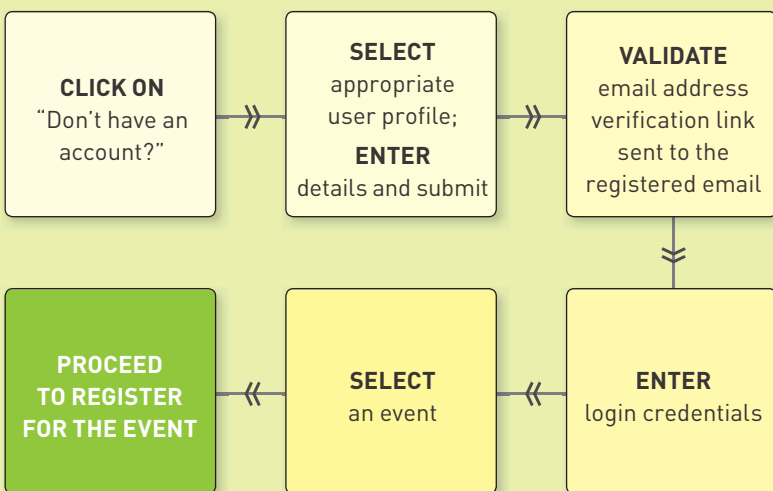 CLICK ON
“Don’t have an
account?”
SELECT
appropriate
user profile;
ENTER
details and submit
VALIDATE
email address
verification link
sent to the
registered email
ENTER
login credentials
SELECT
an event
PROCEED
TO REGISTER
FOR THE EVENT